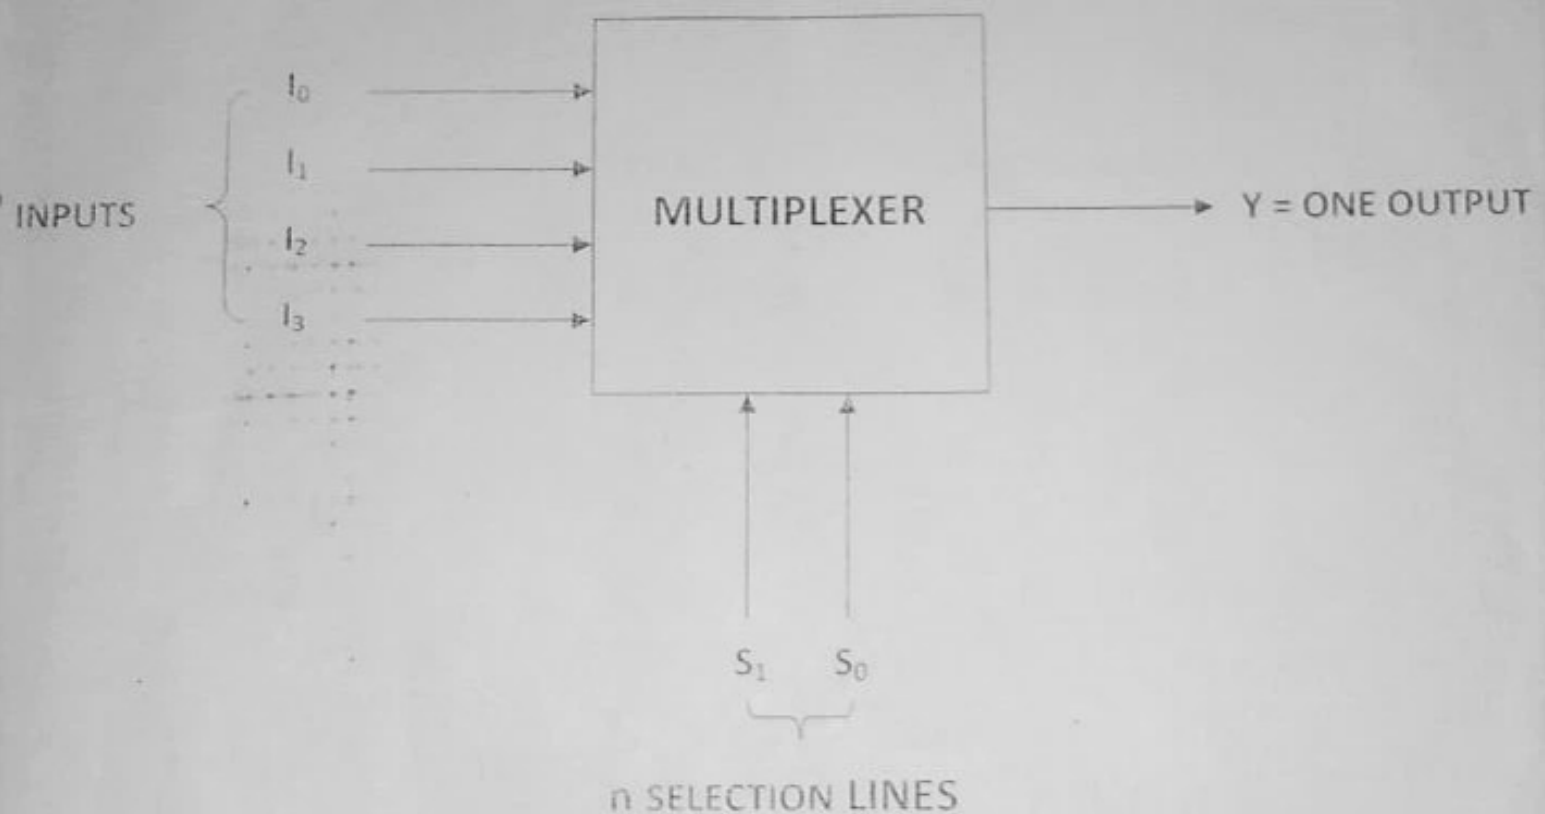 I₀
I₁
INPUTS
MULTIPLEXER
Y = ONE OUTPUT
I₂
I₃
S₁ S₀
n SELECTION LINES